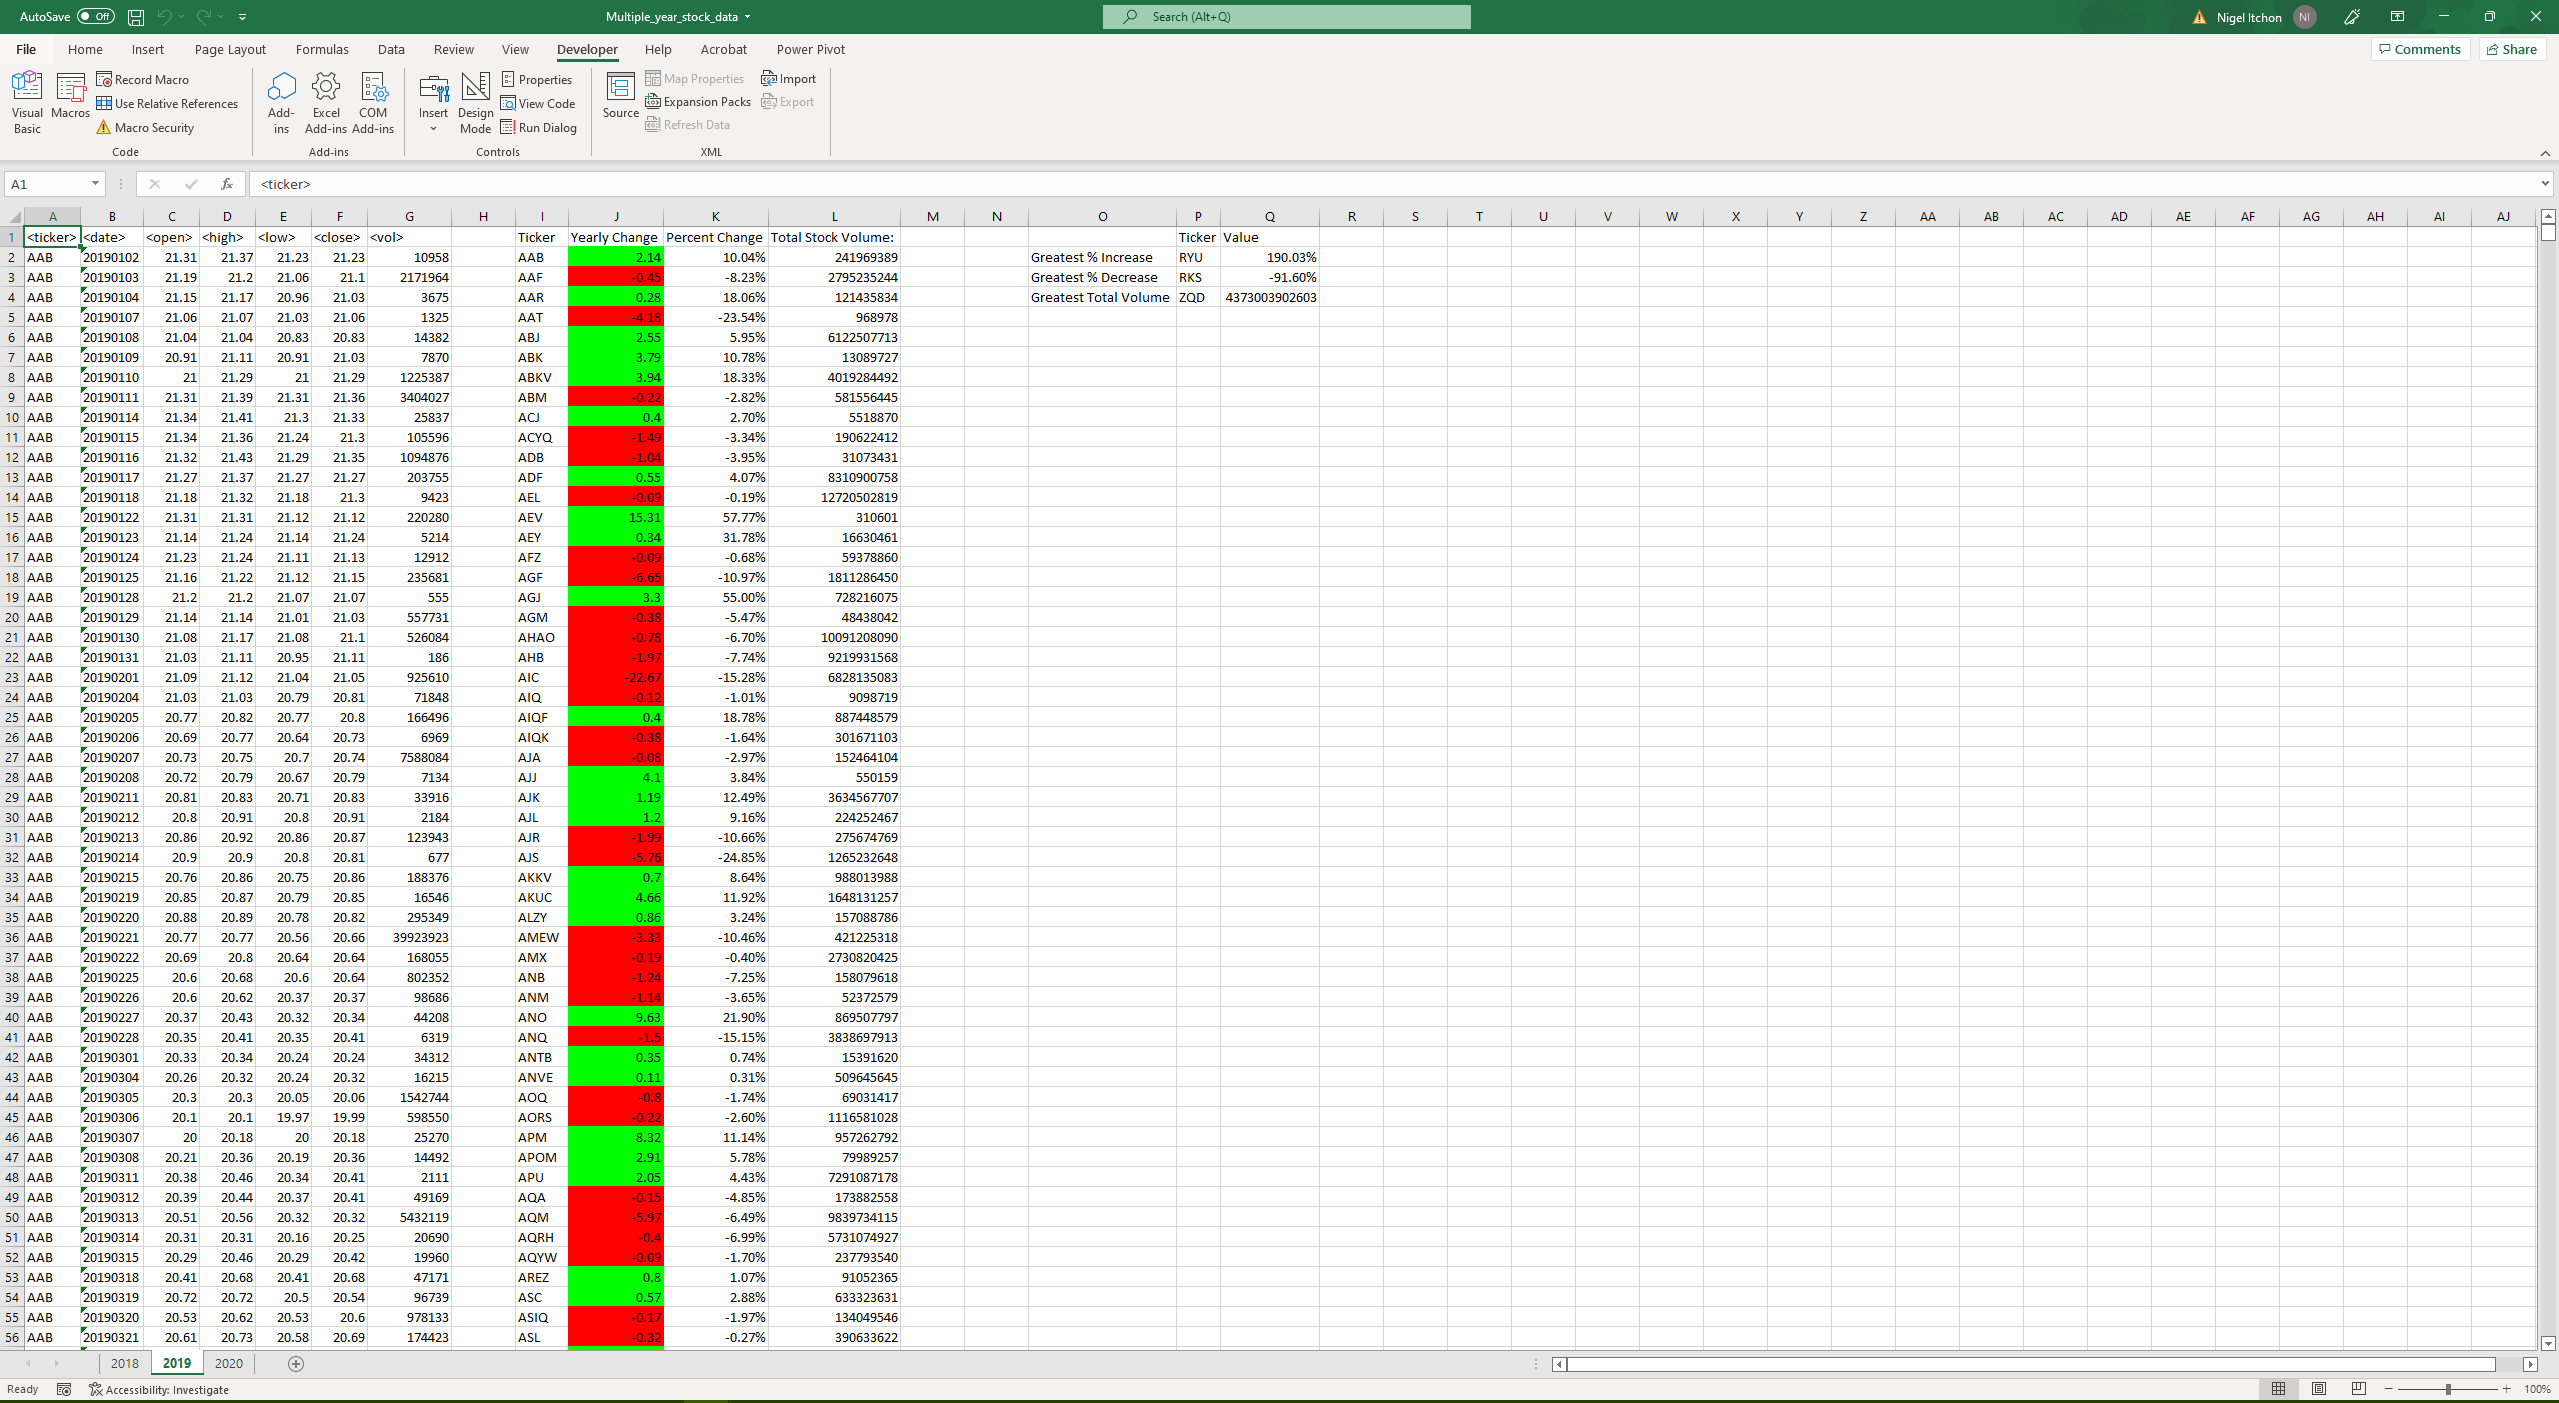 AutoSave Off Multiple_year_stock_data Search (Alt+Q) Nigel Itchon NI
File Home Insert Page Layout Formulas Data Review View Developer Help Acrobat Power Pivot Comments Share
Visual Basic Macros Record Macro Use Relative References Macro Security Code
Add-ins Excel Add-ins COM Add-ins Add-ins
Insert Design Mode Properties View Code Run Dialog Controls
Source Map Properties Expansion Packs Refresh Data Import Export XML
A1 fx <ticker>
A B C D E F G H I J K L M N O P Q R S T U V W X Y Z AA AB AC AD AE AF AG AH AI AJ
1 <ticker> <date> <open> <high> <low> <close> <vol> Ticker Yearly Change Percent Change Total Stock Volume: Ticker Value
2 AAB 20190102 21.31 21.37 21.23 21.23 10958 AAB 2.14 10.04% 241969389 Greatest % Increase RYU 190.03%
3 AAB 20190103 21.19 21.2 21.06 21.1 2171964 AAF -0.45 -8.23% 2795235244 Greatest % Decrease RKS -91.60%
4 AAB 20190104 21.15 21.17 20.96 21.03 3675 AAR 0.28 18.06% 121435834 Greatest Total Volume ZQD 4373003902603
5 AAB 20190107 21.06 21.07 21.03 21.06 1325 AAT -4.18 -23.54% 968978
6 AAB 20190108 21.04 21.04 20.83 20.83 14382 ABJ 2.55 5.95% 6122507713
7 AAB 20190109 20.91 21.11 20.91 21.03 7870 ABK 3.79 10.78% 13089727
8 AAB 20190110 21 21.29 21 21.29 1225387 ABKV 3.94 18.33% 4019284492
9 AAB 20190111 21.31 21.39 21.31 21.36 3404027 ABM -0.22 -2.82% 581556445
10 AAB 20190114 21.34 21.41 21.3 21.33 25837 ACJ 0.4 2.70% 5518870
11 AAB 20190115 21.34 21.36 21.24 21.3 105596 ACYQ -1.49 -3.34% 190622412
12 AAB 20190116 21.32 21.43 21.29 21.35 1094876 ADB -1.04 -3.95% 31073431
13 AAB 20190117 21.27 21.37 21.27 21.27 203755 ADF 0.55 4.07% 8310900758
14 AAB 20190118 21.18 21.32 21.18 21.3 9423 AEL -0.09 -0.19% 12720502819
15 AAB 20190122 21.31 21.31 21.12 21.12 220280 AEV 15.31 57.77% 310601
16 AAB 20190123 21.14 21.24 21.14 21.24 5214 AEY 0.34 31.78% 16630461
17 AAB 20190124 21.23 21.24 21.11 21.13 12912 AFZ -0.09 -0.68% 59378860
18 AAB 20190125 21.16 21.22 21.12 21.15 235681 AGF -6.65 -10.97% 1811286450
19 AAB 20190128 21.2 21.2 21.07 21.07 555 AGJ 3.3 55.00% 728216075
20 AAB 20190129 21.14 21.14 21.01 21.03 557731 AGM -0.38 -5.47% 48438042
21 AAB 20190130 21.08 21.17 21.08 21.1 526084 AHAO -0.78 -6.70% 10091208090
22 AAB 20190131 21.03 21.11 20.95 21.11 186 AHB -1.97 -7.74% 9219931568
23 AAB 20190201 21.09 21.12 21.04 21.05 925610 AIC -22.67 -15.28% 6828135083
24 AAB 20190204 21.03 21.03 20.79 20.81 71848 AIQ -0.12 -1.01% 9098719
25 AAB 20190205 20.77 20.82 20.77 20.8 166496 AIQF 0.4 18.78% 887448579
26 AAB 20190206 20.69 20.77 20.64 20.73 6969 AIQK -0.38 -1.64% 301671103
27 AAB 20190207 20.73 20.75 20.7 20.74 7588084 AJA -0.08 -2.97% 152464104
28 AAB 20190208 20.72 20.79 20.67 20.79 7134 AJJ 4.1 3.84% 550159
29 AAB 20190211 20.81 20.83 20.71 20.83 33916 AJK 1.19 12.49% 3634567707
30 AAB 20190212 20.8 20.91 20.8 20.91 2184 AJL 1.2 9.16% 224252467
31 AAB 20190213 20.86 20.92 20.86 20.87 123943 AJR -1.99 -10.66% 275674769
32 AAB 20190214 20.9 20.9 20.8 20.81 677 AJS -5.76 -24.85% 1265232648
33 AAB 20190215 20.76 20.86 20.75 20.86 188376 AKKV 0.7 8.64% 988013988
34 AAB 20190219 20.85 20.87 20.79 20.85 16546 AKUC 4.66 11.92% 1648131257
35 AAB 20190220 20.88 20.89 20.78 20.82 295349 ALZY 0.86 3.24% 157088786
36 AAB 20190221 20.77 20.77 20.56 20.66 39923923 AMEW -3.33 -10.46% 421225318
37 AAB 20190222 20.69 20.8 20.64 20.64 168055 AMX -0.19 -0.40% 2730820425
38 AAB 20190225 20.6 20.68 20.6 20.64 802352 ANB -1.24 -7.25% 158079618
39 AAB 20190226 20.6 20.62 20.37 20.37 98686 ANM -1.14 -3.65% 52372579
40 AAB 20190227 20.37 20.43 20.32 20.34 44208 ANO 9.63 21.90% 869507797
41 AAB 20190228 20.35 20.41 20.35 20.41 6319 ANQ -1.5 -15.15% 3838697913
42 AAB 20190301 20.33 20.34 20.24 20.24 34312 ANTB 0.35 0.74% 15391620
43 AAB 20190304 20.26 20.32 20.24 20.32 16215 ANVE 0.11 0.31% 509645645
44 AAB 20190305 20.3 20.3 20.05 20.06 1542744 AOQ -0.8 -1.74% 69031417
45 AAB 20190306 20.1 20.1 19.97 19.99 598550 AORS -0.22 -2.60% 1116581028
46 AAB 20190307 20 20.18 20 20.18 25270 APM 8.32 11.14% 957262792
47 AAB 20190308 20.21 20.36 20.19 20.36 14492 APOM 2.91 5.78% 79989257
48 AAB 20190311 20.38 20.46 20.34 20.41 2111 APU 2.05 4.43% 7291087178
49 AAB 20190312 20.39 20.44 20.37 20.41 49169 AQA -0.15 -4.85% 173882558
50 AAB 20190313 20.51 20.56 20.32 20.32 5432119 AQM -5.97 -6.49% 9839734115
51 AAB 20190314 20.31 20.31 20.16 20.25 20690 AQRH -0.4 -6.99% 5731074927
52 AAB 20190315 20.29 20.46 20.29 20.42 19960 AQYW -0.09 -1.70% 237793540
53 AAB 20190318 20.41 20.68 20.41 20.68 47171 AREZ 0.8 1.07% 91052365
54 AAB 20190319 20.72 20.72 20.5 20.54 96739 ASC 0.57 2.88% 633323631
55 AAB 20190320 20.53 20.62 20.53 20.6 978133 ASIQ -0.17 -1.97% 134049546
56 AAB 20190321 20.61 20.73 20.58 20.69 174423 ASL -0.32 -0.27% 390633622
2018 2019 2020
Ready Accessibility: Investigate 100%